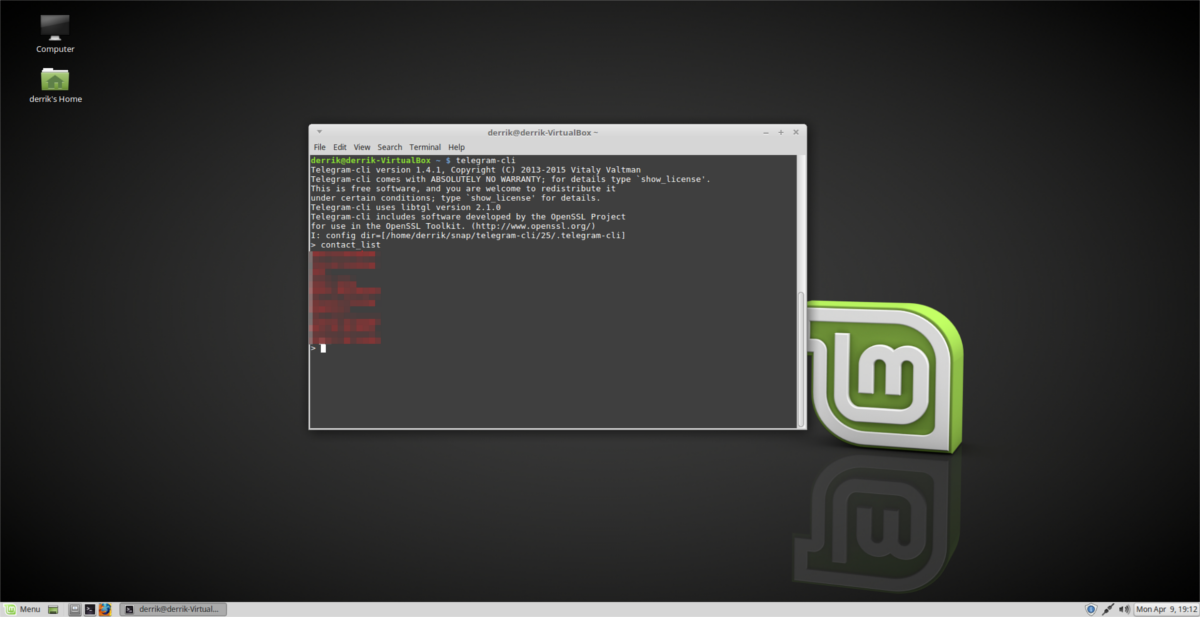 Computer
derrik's Home
derrik@derrik-VirtualBox ~
File Edit View Search Terminal Help
derrik@derrik-VirtualBox ~ $ telegram-cli
Telegram-cli version 1.4.1, Copyright (C) 2013-2015 Vitaly Valtman
Telegram-cli comes with ABSOLUTELY NO WARRANTY; for details type `show_license'.
This is free software, and you are welcome to redistribute it
under certain conditions; type `show_license' for details.
Telegram-cli uses libtgl version 2.1.0
Telegram-cli includes software developed by the OpenSSL Project
for use in the OpenSSL Toolkit. (http://www.openssl.org/)
I: config dir=[/home/derrik/snap/telegram-cli/25/.telegram-cli]
> contact_list
>
lm
Menu
derrik@derrik-Virtual...
Mon Apr 9, 19:12